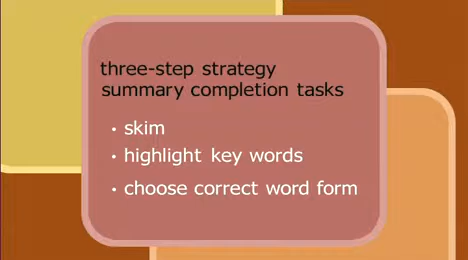 three-step strategy
summary completion tasks
• skim
• highlight key words
• choose correct word form